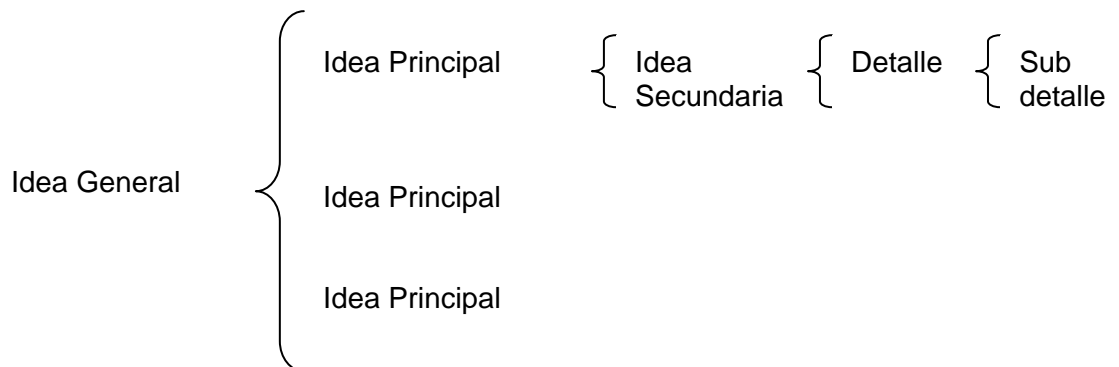 Idea Principal
Idea
Secundaria
Detalle
Sub
detalle
Idea General
Idea Principal
Idea Principal